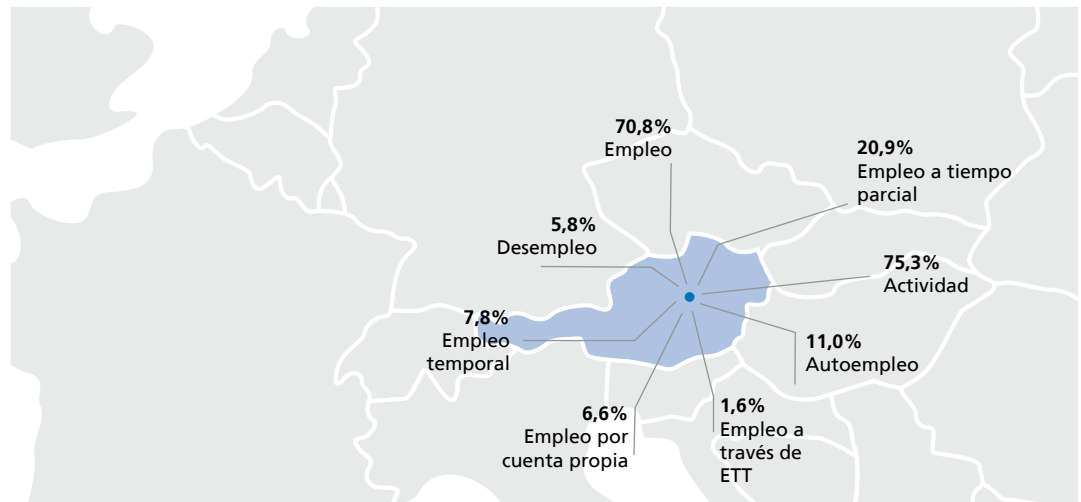 70,8%
Empleo
20,9%
Empleo a tiempo
parcial
5,8%
Desempleo
75,3%
Actividad
7,8%
Empleo
temporal
11,0%
Autoempleo
6,6%
Empleo por
cuenta propia
1,6%
Empleo a
través de
ETT